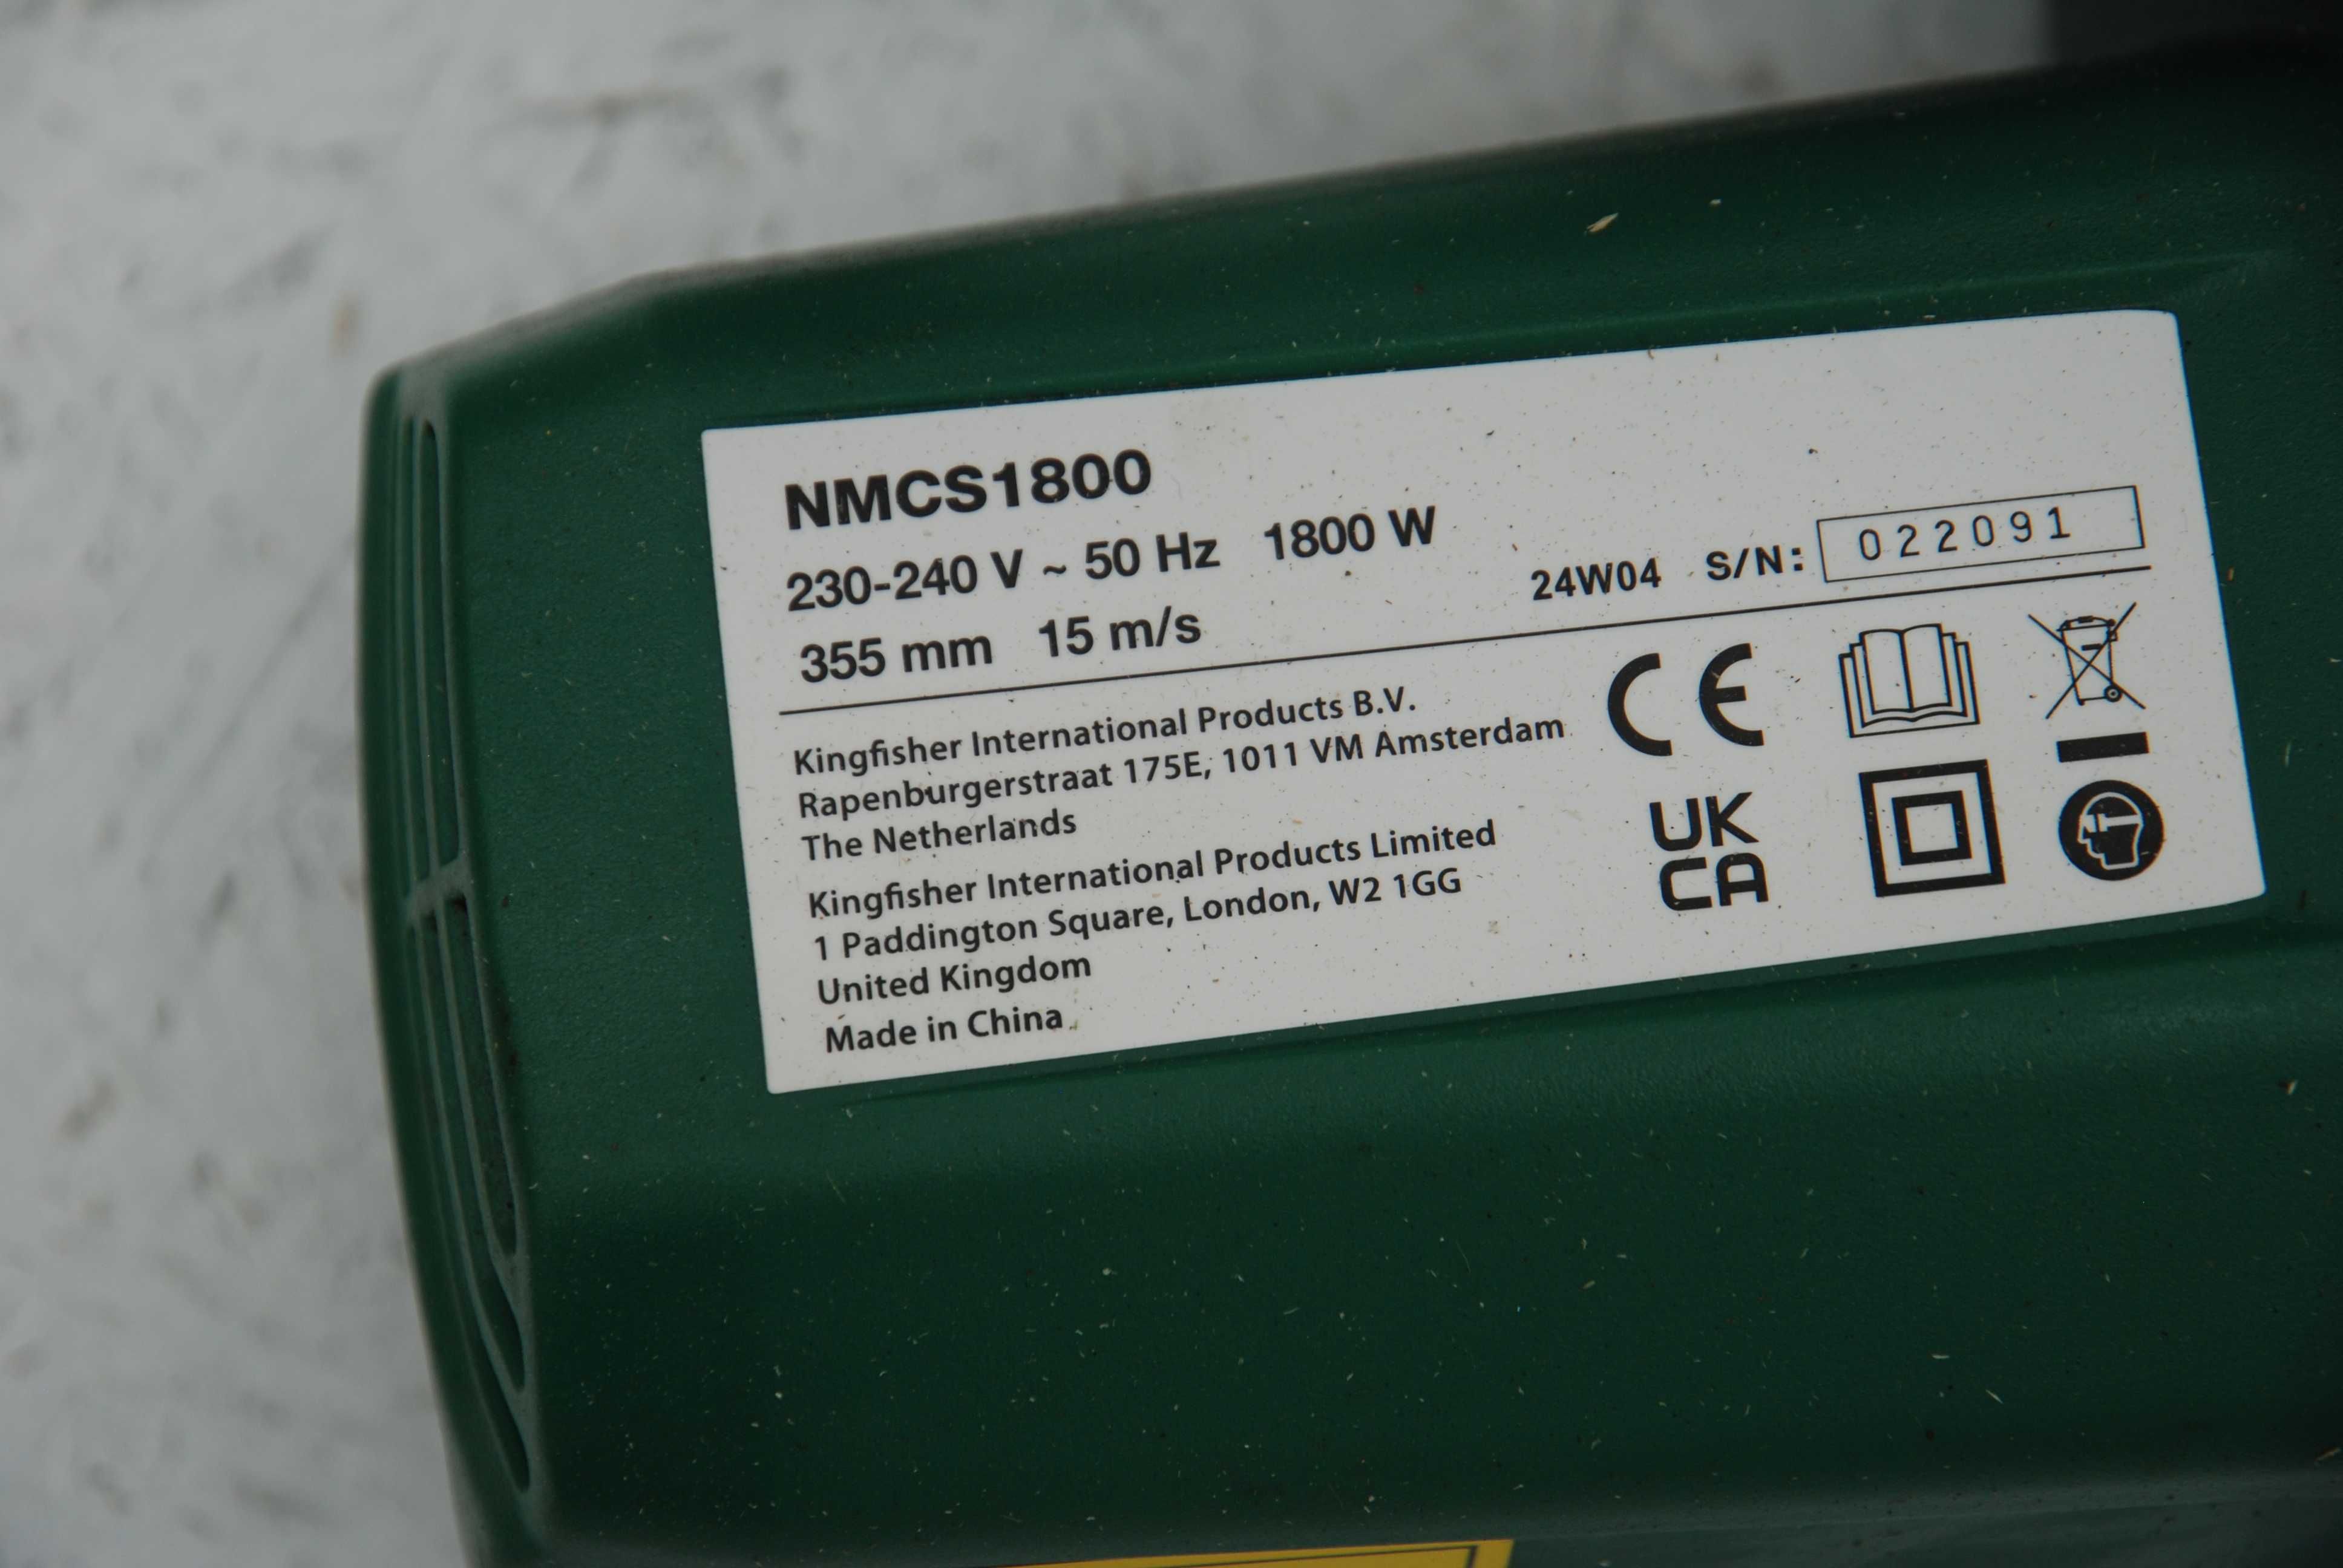 NMCS1800
230-240 V ~ 50 Hz 1800 W
355 mm 15 m/s
24W04 S/N: 022091
Kingfisher International Products B.V.
Rapenburgerstraat 175E, 1011 VM Amsterdam
The Netherlands
Kingfisher International Products Limited
1 Paddington Square, London, W2 1GG
United Kingdom
Made in China
CE
UK
CA